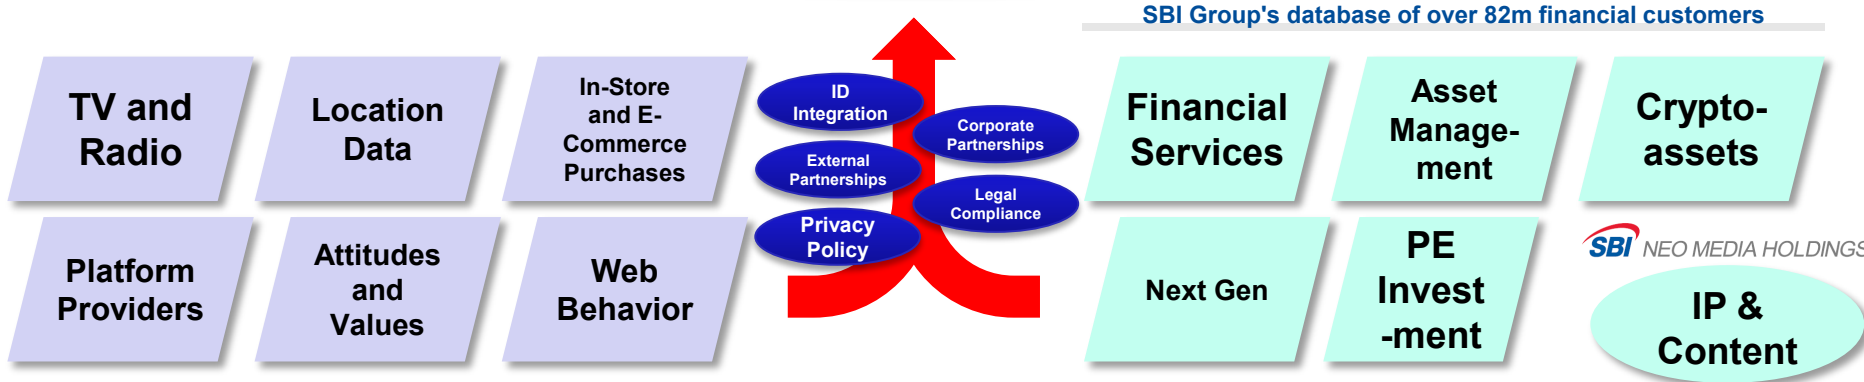 SBI Group's database of over 82m financial customers
TV and
Radio
Location
Data
In-Store
and E-
Commerce
Purchases
ID
Integration
Corporate
Partnerships
External
Partnerships
Legal
Compliance
Privacy
Policy
Financial
Services
Asset
Manage-
ment
Crypto-
assets
Platform
Providers
Attitudes
and
Values
Web
Behavior
Next Gen
PE
Invest
-ment
SBI NEO MEDIA HOLDINGS
IP &
Content